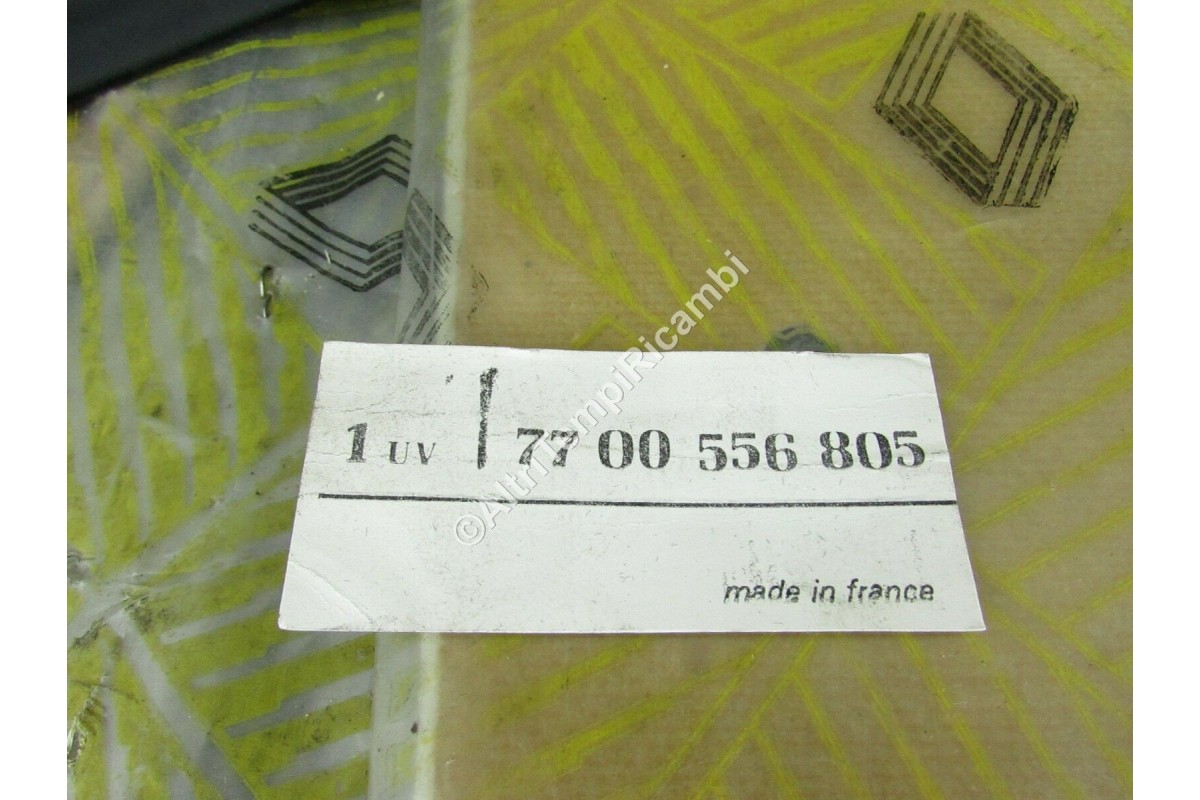 1 UV 77 00 556 805
made in france
©AltriTempiRicambi